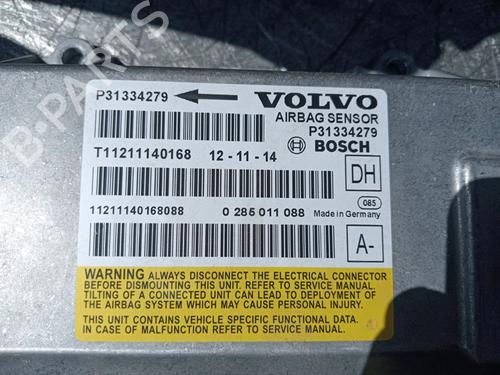 P31334279 VOLVO
AIRBAG SENSOR
P31334279
T11211140168 12-11-14 BOSCH
DH
085
11211140168088 0 285 011 088 Made in Germany
A-
WARNING ALWAYS DISCONNECT THE ELECTRICAL CONNECTOR
BEFORE DISMOUNTING THIS UNIT. REFER TO SERVICE MANUAL.
TILTING OF A CONNECTED UNIT CAN LEAD TO DEPLOYMENT OF
THE AIRBAG SYSTEM WHICH MAY CAUSE PERSONAL INJURY.
THIS UNIT CONTAINS VEHICLE SPECIFIC FUNCTIONAL DATA.
IN CASE OF MALFUNCTION REFER TO SERVICE MANUAL.
B-PARTS